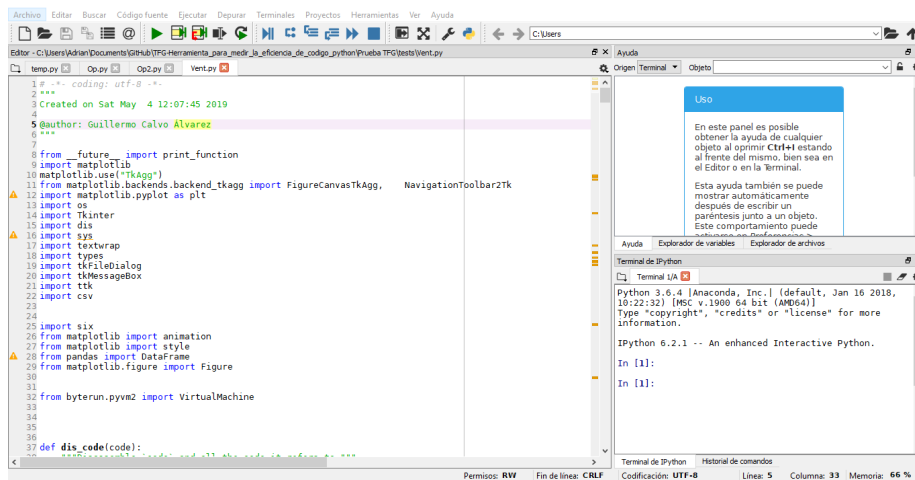 Archivo Editar Buscar Código fuente Ejecutar Depurar Terminales Proyectos Herramientas Ver Ayuda
C:\Users
Editor - C:\Users\Adrian\Documents\GitHub\TFG-Herramienta_para_medir_la_eficiencia_de_codigo_python\Prueba TFG\tests\Vent.py
temp.py Op.py Op2.py Vent.py
1 # -*- coding: utf-8 -*-
2 """
3 Created on Sat May  4 12:07:45 2019
4
5 @author: Guillermo Calvo Álvarez
6 """
7
8 from __future__ import print_function
9 import matplotlib
10 matplotlib.use("TkAgg")
11 from matplotlib.backends.backend_tkagg import FigureCanvasTkAgg,    NavigationToolbar2Tk
12 import matplotlib.pyplot as plt
13 import os
14 import Tkinter
15 import dis
16 import sys
17 import textwrap
18 import types
19 import tkFileDialog
20 import tkMessageBox
21 import ttk
22 import csv
23
24
25 import six
26 from matplotlib import animation
27 from matplotlib import style
28 from pandas import DataFrame
29 from matplotlib.figure import Figure
30
31
32 from byterun.pyvm2 import VirtualMachine
33
34
35
36
37 def dis_code(code):
Ayuda
Origen Terminal Objeto
Uso
En este panel es posible
obtener la ayuda de cualquier
objeto al oprimir Ctrl+I estando
al frente del mismo, bien sea en
el Editor o en la Terminal.
Esta ayuda también se puede
mostrar automáticamente
después de escribir un
paréntesis junto a un objeto.
Este comportamiento puede
activarse en Preferencias >
Ayuda Explorador de variables Explorador de archivos
Terminal de IPython
Terminal 1/A
Python 3.6.4 |Anaconda, Inc.| (default, Jan 16 2018,
10:22:32) [MSC v.1900 64 bit (AMD64)]
Type "copyright", "credits" or "license" for more
information.
IPython 6.2.1 -- An enhanced Interactive Python.
In [1]:
In [1]:
Terminal de IPython Historial de comandos
Permisos: RW Fin de línea: CRLF Codificación: UTF-8 Línea: 5 Columna: 33 Memoria: 66 %